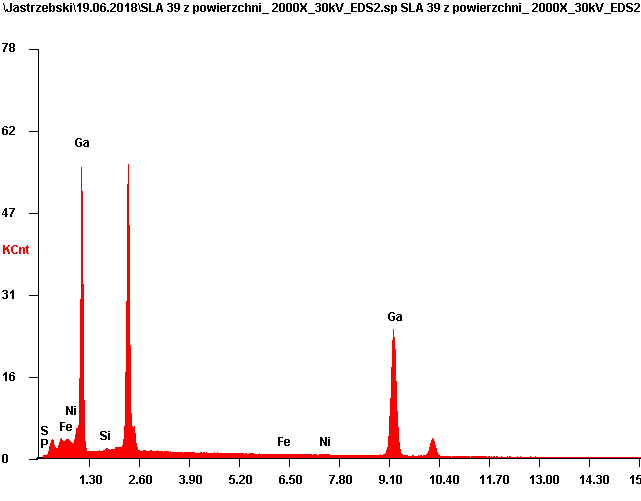 \Jastrzebski\19.06.2018\SLA 39 z powierzchni_ 2000X_30kV_EDS2.sp SLA 39 z powierzchni_ 2000X_30kV_EDS2
78
62
Ga
47
KCnt
31
Ga
16
Ni
S
Fe
Si
P
Fe
Ni
0
1.30 2.60 3.90 5.20 6.50 7.80 9.10 10.40 11.70 13.00 14.30 15